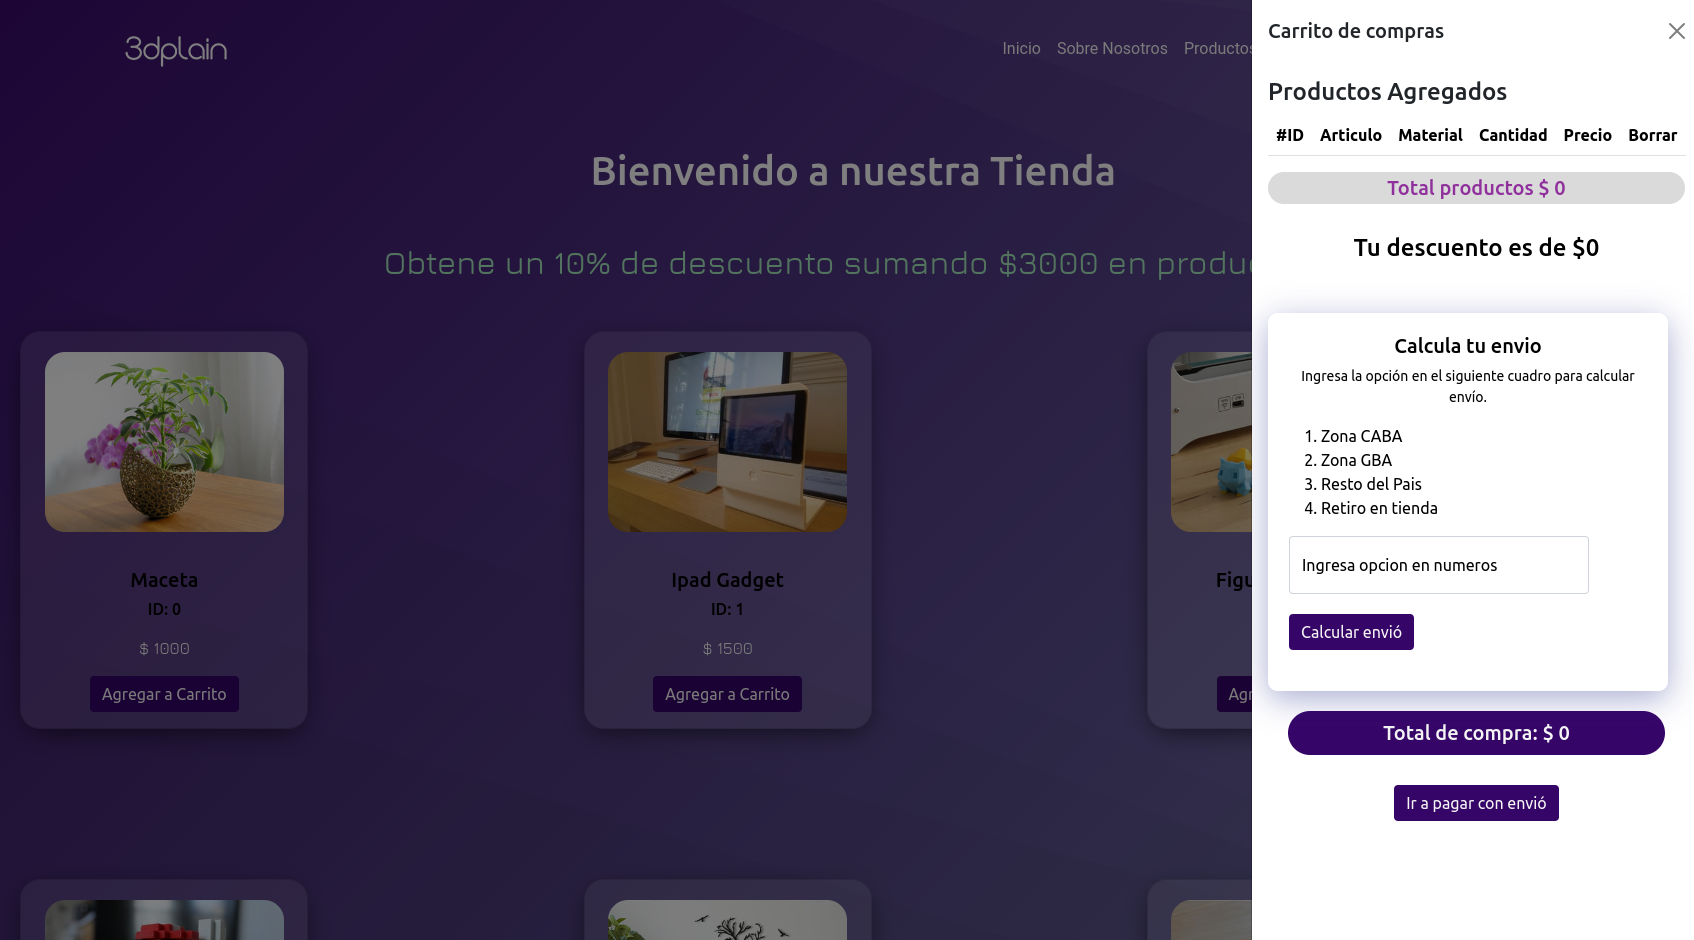 3dplain
Inicio Sobre Nosotros Productos
Bienvenido a nuestra Tienda
Obtene un 10% de descuento sumando $3000 en
Maceta
ID: 0
$ 1000
Agregar a Carrito
Ipad Gadget
ID: 1
$ 1500
Agregar a Carrito
Carrito de compras
Productos Agregados
#ID Articulo Material Cantidad Precio Borrar
Total productos $ 0
Tu descuento es de $0
Calcula tu envio
Ingresa la opción en el siguiente cuadro para calcular
envío.
1. Zona CABA
2. Zona GBA
3. Resto del Pais
4. Retiro en tienda
Ingresa opcion en numeros
Calcular envió
Total de compra: $ 0
Ir a pagar con envió